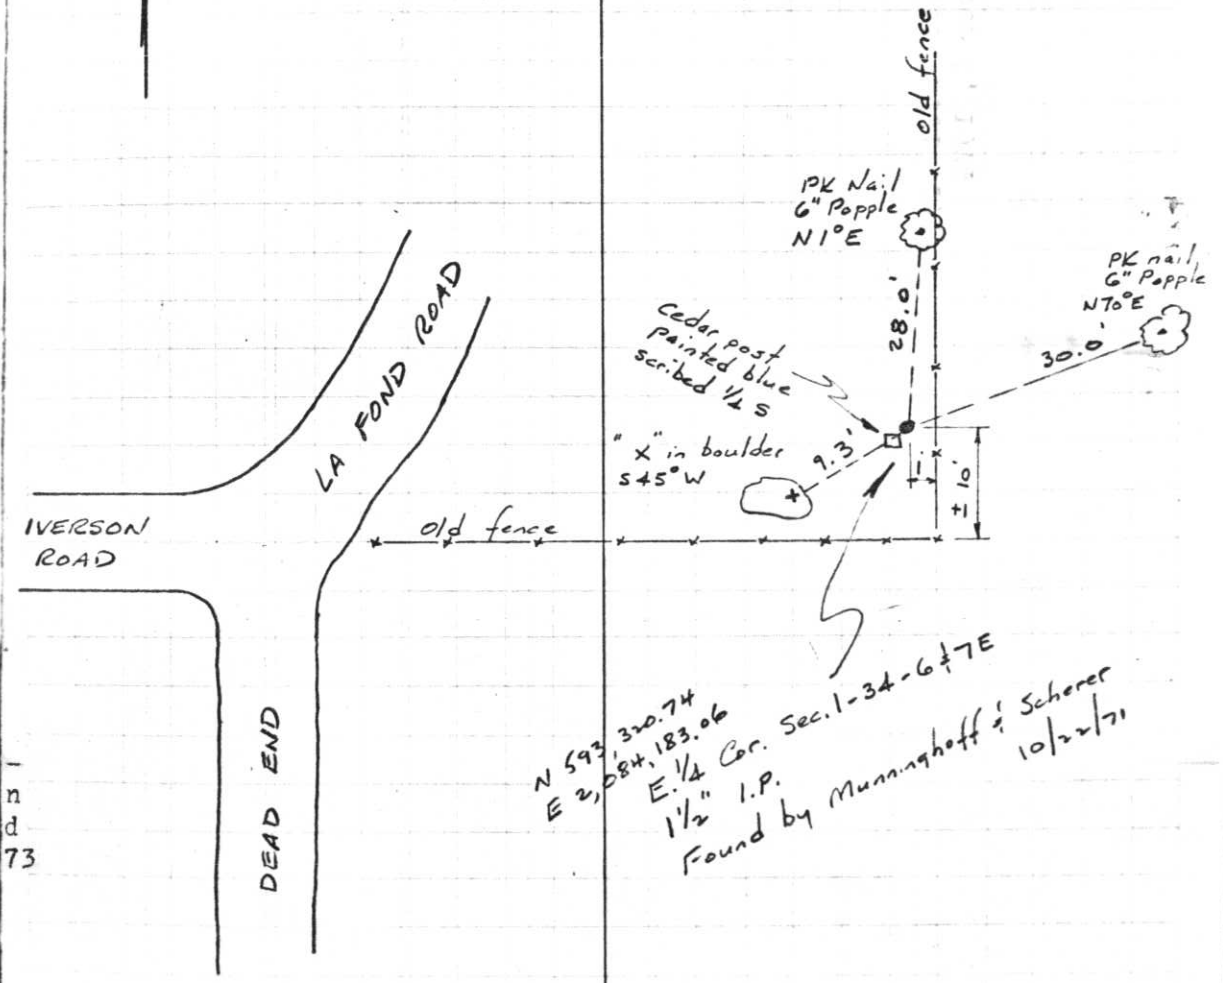 old fence
PK Nail
6" Popple
N 1° E
PK nail
6" Popple
N 70° E
28.0'
30.0'
Cedar post
painted blue
scribed 1/4 S
"X" in boulder
S 45° W
9.3'
1'
± 10'
LA FOND ROAD
IVERSON
ROAD
old fence
DEAD END
N 593,320.74
E 2,084,183.06
E. 1/4 Cor. Sec. 1-34-6 & 7E
1 1/2" I.P.
Found by Munninghoff & Scherer
10/22/71
n
d
73